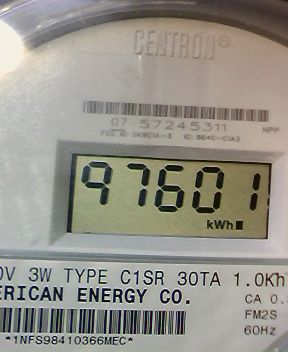 CENTRON®
07 57245311
HPP
97601
kWh
0V 3W TYPE C1SR 30TA 1.0Kh
ERICAN ENERGY CO.
CA 0.
FM2S
60Hz
*1NFS98410366MEC*